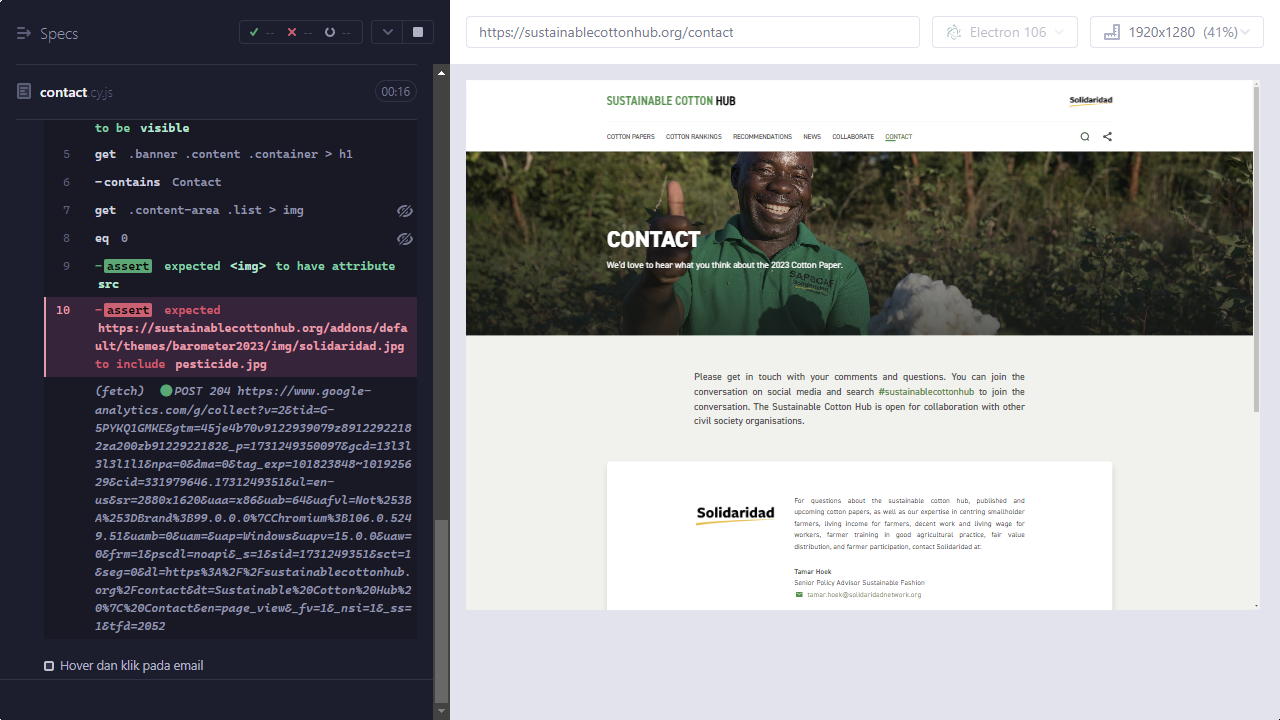 Specs
-- -- --
contact.cy.js 00:16
to be visible
5 get .banner .content .container > h1
6 -contains Contact
7 get .content-area .list > img
8 eq 0
9 -assert expected <img> to have attribute
src
10 -assert expected
https://sustainablecottonhub.org/addons/defa
ult/themes/barometer2023/img/solidaridad.jpg
to include pesticide.jpg
(fetch) POST 204 https://www.google-
analytics.com/g/collect?v=2&tid=G-
5PYKQ1GMKE&gtm=45je4b70v9122939079z8912292218
2za200zb9122922182&_p=1731249350097&gcd=13l3l
3l3l1l1&npa=0&dma=0&tag_exp=101823848~1019256
29&cid=331979646.1731249351&ul=en-
us&sr=2880x1620&uaa=x86&uab=64&uafvl=Not%253B
A%253DBrand%3B99.0.0.0%7CChromium%3B106.0.524
9.51&uamb=0&uam=&uap=Windows&uapv=15.0.0&uaw=
0&frm=1&pscdl=noapi&_s=1&sid=1731249351&sct=1
&seg=0&dl=https%3A%2F%2Fsustainablecottonhub.
org%2Fcontact&dt=Sustainable%20Cotton%20Hub%2
0%7C%20Contact&en=page_view&_fv=1&_nsi=1&_ss=
1&tfd=2052
Hover dan klik pada email
https://sustainablecottonhub.org/contact
Electron 106
1920x1280 (41%)
SUSTAINABLE COTTON HUB
Solidaridad
COTTON PAPERS COTTON RANKINGS RECOMMENDATIONS NEWS COLLABORATE CONTACT
CONTACT
We'd love to hear what you think about the 2023 Cotton Paper.
Please get in touch with your comments and questions. You can join the
conversation on social media and search #sustainablecottonhub to join the
conversation. The Sustainable Cotton Hub is open for collaboration with other
civil society organisations.
Solidaridad
For questions about the sustainable cotton hub, published and
upcoming cotton papers, as well as our expertise in centring smallholder
farmers, living income for farmers, decent work and living wage for
workers, farmer training in good agricultural practice, fair value
distribution, and farmer participation, contact Solidaridad at:
Tamar Hoek
Senior Policy Advisor Sustainable Fashion
tamar.hoek@solidaridadnetwork.org